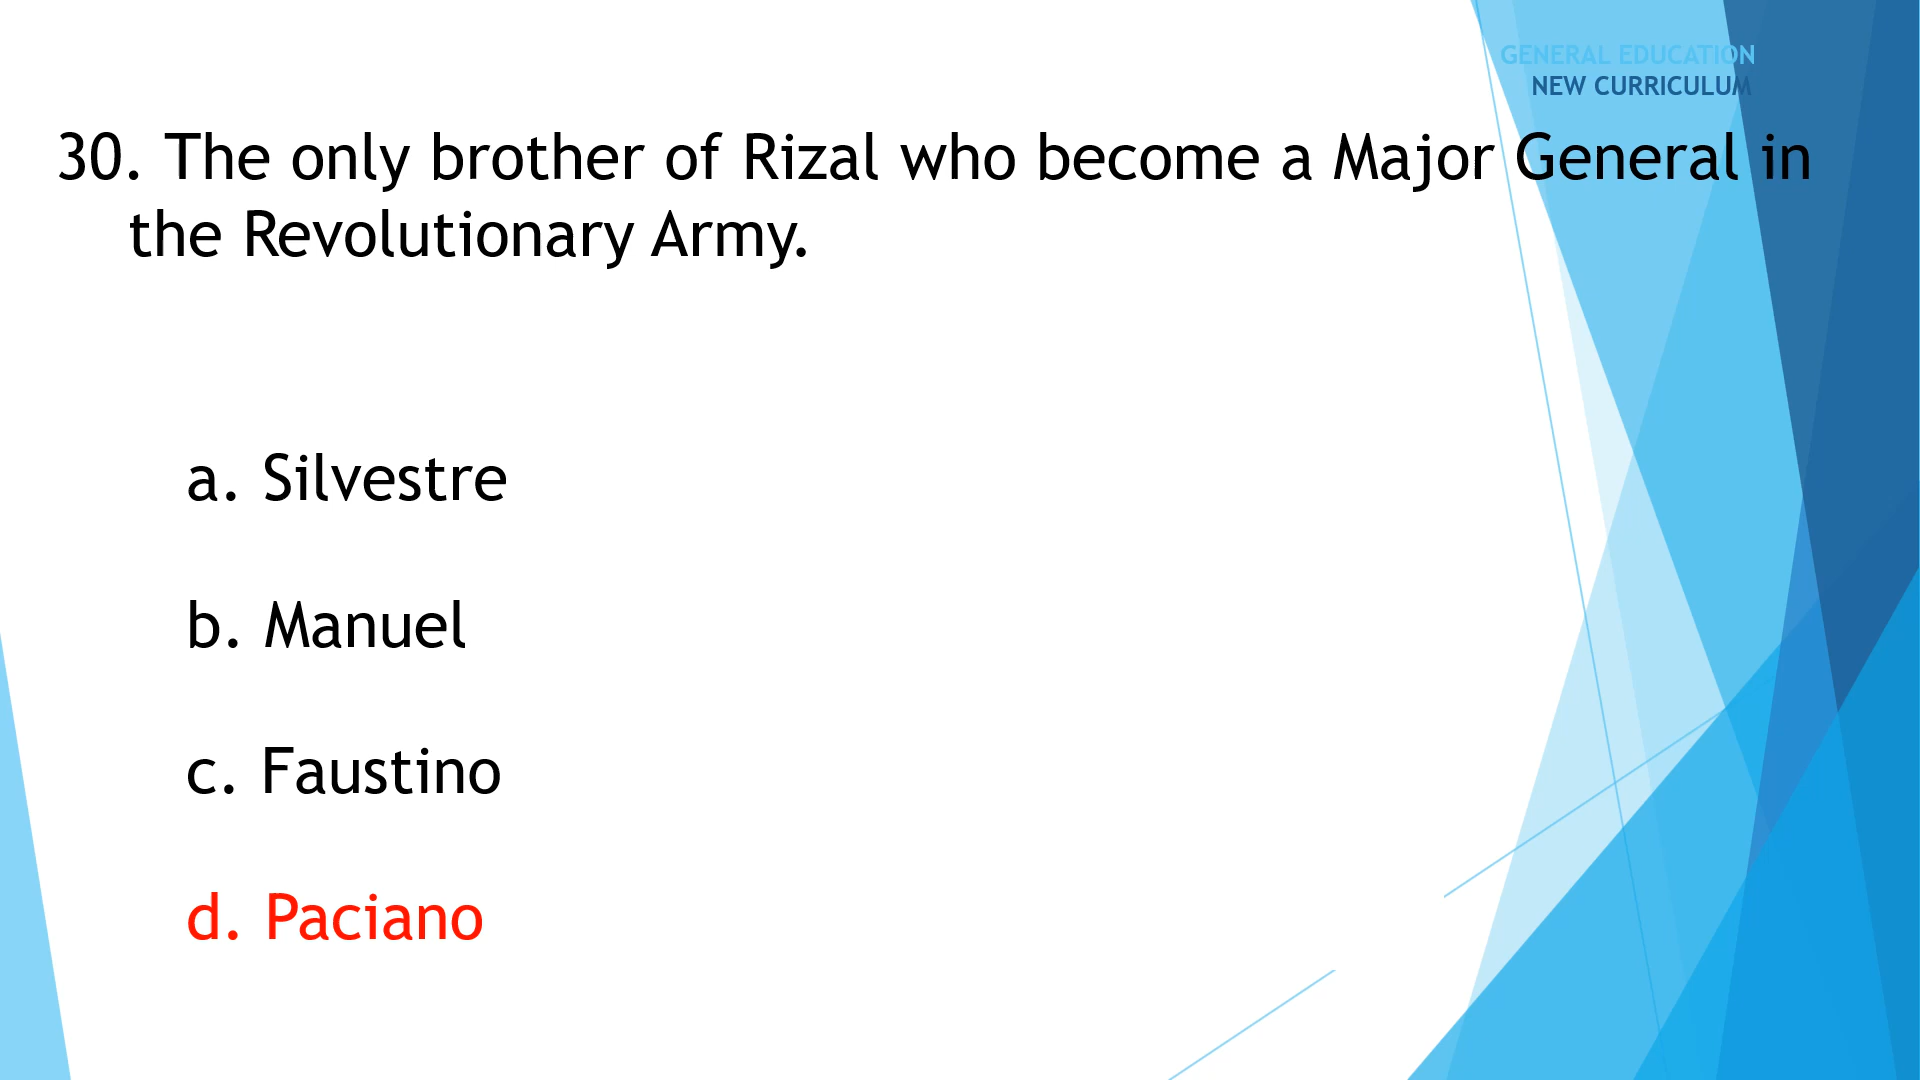 GENERAL EDUCATION
NEW CURRICULUM
30. The only brother of Rizal who become a Major General in
the Revolutionary Army.
a. Silvestre
b. Manuel
c. Faustino
d. Paciano